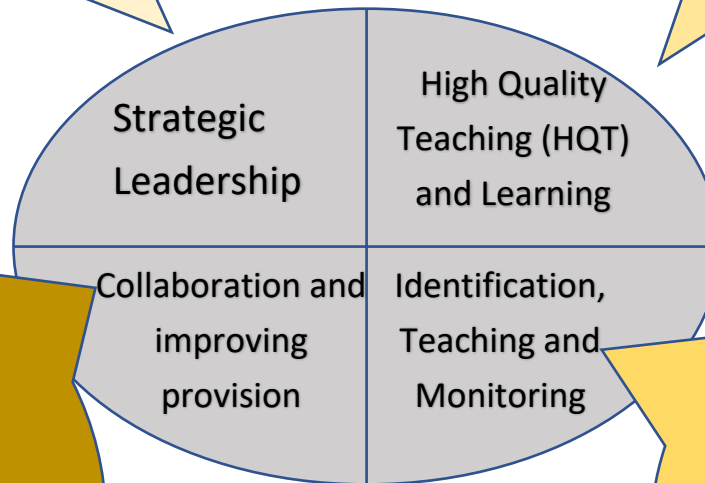 Strategic
Leadership
High Quality
Teaching (HQT)
and Learning
Collaboration and
improving
provision
Identification,
Teaching and
Monitoring